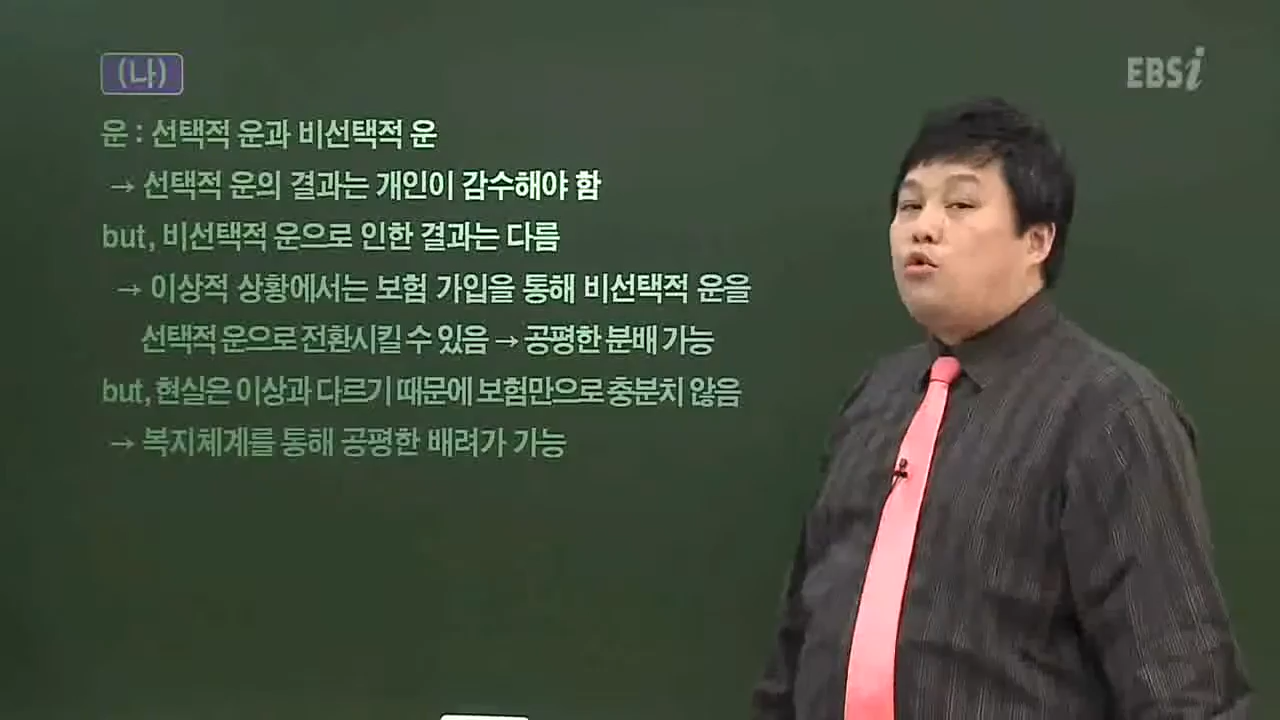 (나)
EBSi
운 : 선택적 운과 비선택적 운
→ 선택적 운의 결과는 개인이 감수해야 함
but, 비선택적 운으로 인한 결과는 다름
→ 이상적 상황에서는 보험 가입을 통해 비선택적 운을
선택적 운으로 전환시킬 수 있음 → 공평한 분배 가능
but, 현실은 이상과 다르기 때문에 보험만으로 충분치 않음
→ 복지체계를 통해 공평한 배려가 가능